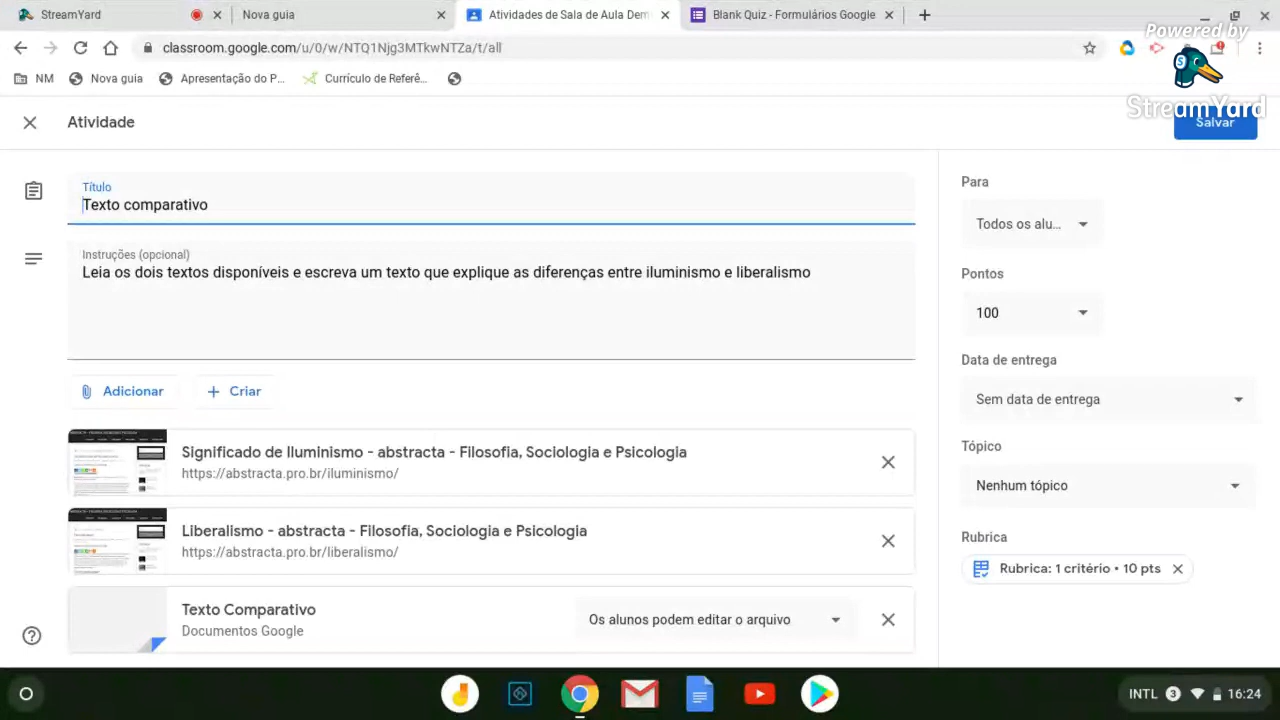 StreamYard
Nova guia
Atividades de Sala de Aula Dem
Blank Quiz - Formulários Google
classroom.google.com/u/0/w/NTQ1Njg3MTkwNTZa/t/all
Powered by
StreamYard
NM
Nova guia
Apresentação do P...
Currículo de Referê...
Atividade
Salvar
Título
Texto comparativo
Instruções (opcional)
Leia os dois textos disponíveis e escreva um texto que explique as diferenças entre iluminismo e liberalismo
Adicionar
Criar
Significado de Iluminismo - abstracta - Filosofia, Sociologia e Psicologia
https://abstracta.pro.br/iluminismo/
Liberalismo - abstracta - Filosofia, Sociologia e Psicologia
https://abstracta.pro.br/liberalismo/
Texto Comparativo
Documentos Google
Os alunos podem editar o arquivo
Para
Todos os alu...
Pontos
100
Data de entrega
Sem data de entrega
Tópico
Nenhum tópico
Rubrica
Rubrica: 1 critério • 10 pts
INTL 3 16:24